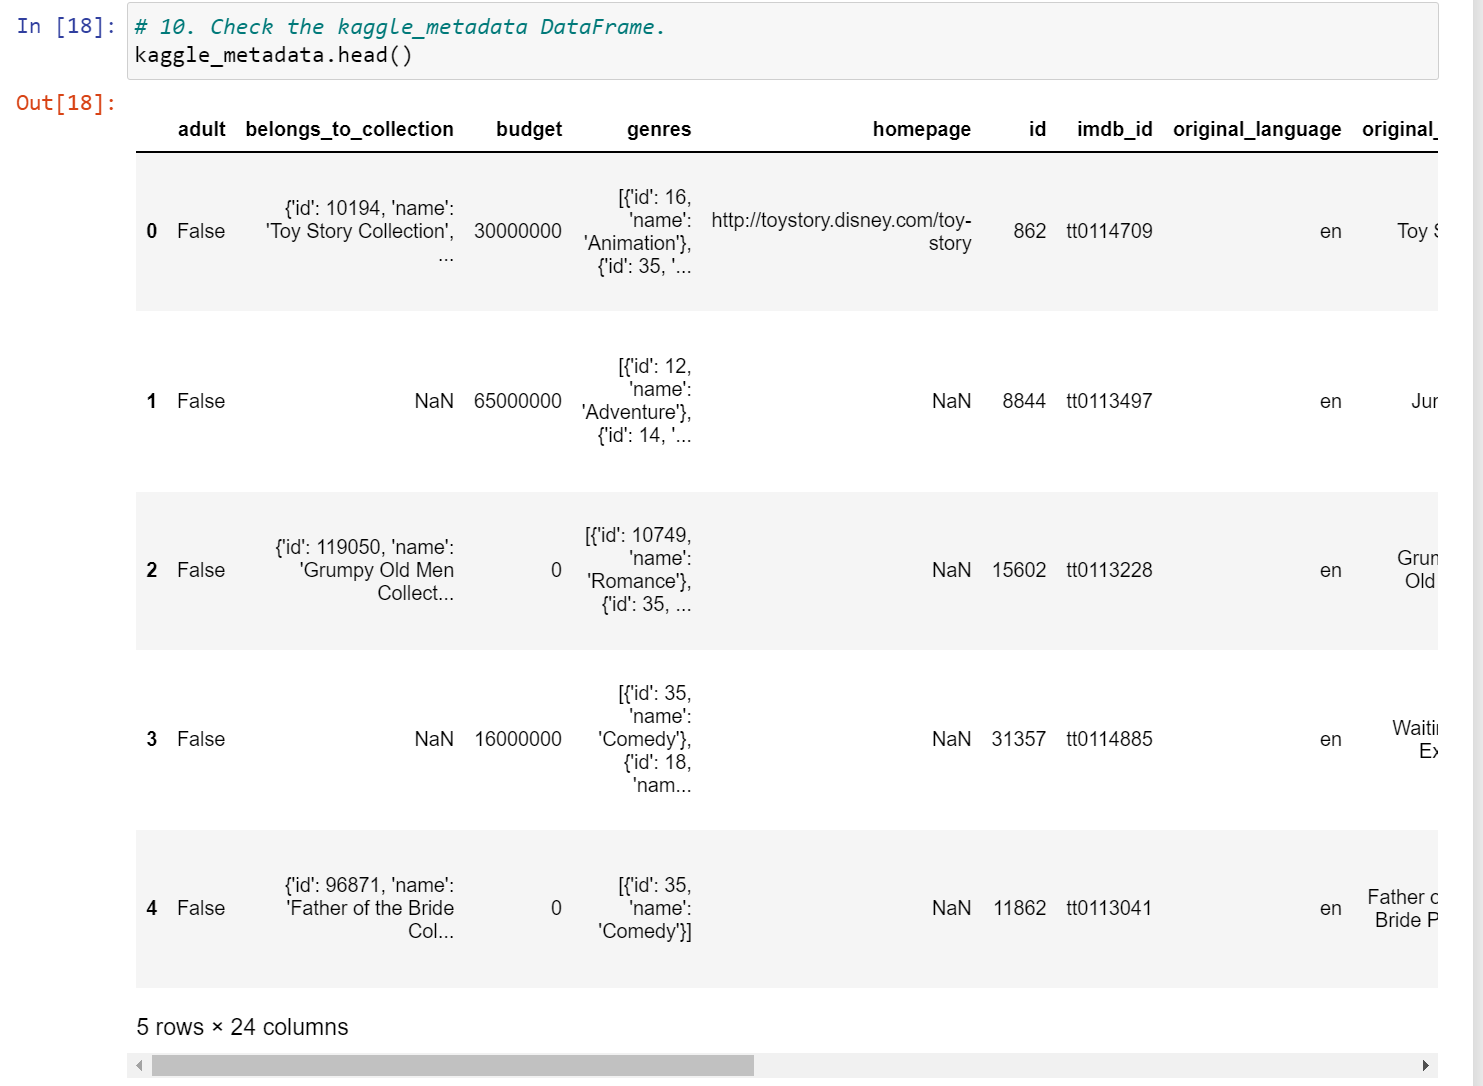 In [18]: # 10. Check the kaggle_metadata DataFrame.
kaggle_metadata.head()
Out[18]:
adult belongs_to_collection budget genres homepage id imdb_id original_language original_
0 False {'id': 10194, 'name': 'Toy Story Collection', ... 30000000 [{'id': 16, 'name': 'Animation'}, {'id': 35, '... http://toystory.disney.com/toy-story 862 tt0114709 en Toy S
1 False NaN 65000000 [{'id': 12, 'name': 'Adventure'}, {'id': 14, '... NaN 8844 tt0113497 en Jur
2 False {'id': 119050, 'name': 'Grumpy Old Men Collect... 0 [{'id': 10749, 'name': 'Romance'}, {'id': 35, ... NaN 15602 tt0113228 en Grun Old
3 False NaN 16000000 [{'id': 35, 'name': 'Comedy'}, {'id': 18, 'nam... NaN 31357 tt0114885 en Waiti Ex
4 False {'id': 96871, 'name': 'Father of the Bride Col... 0 [{'id': 35, 'name': 'Comedy'}] NaN 11862 tt0113041 en Father o Bride P
5 rows × 24 columns